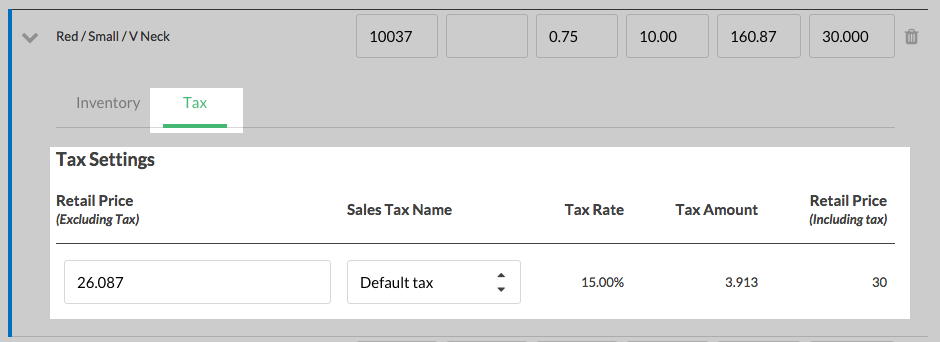 Red / Small / V Neck 10037 0.75 10.00 160.87 30.000
Inventory Tax
Tax Settings
Retail Price (Excluding Tax) Sales Tax Name Tax Rate Tax Amount Retail Price (Including tax)
26.087 Default tax 15.00% 3.913 30